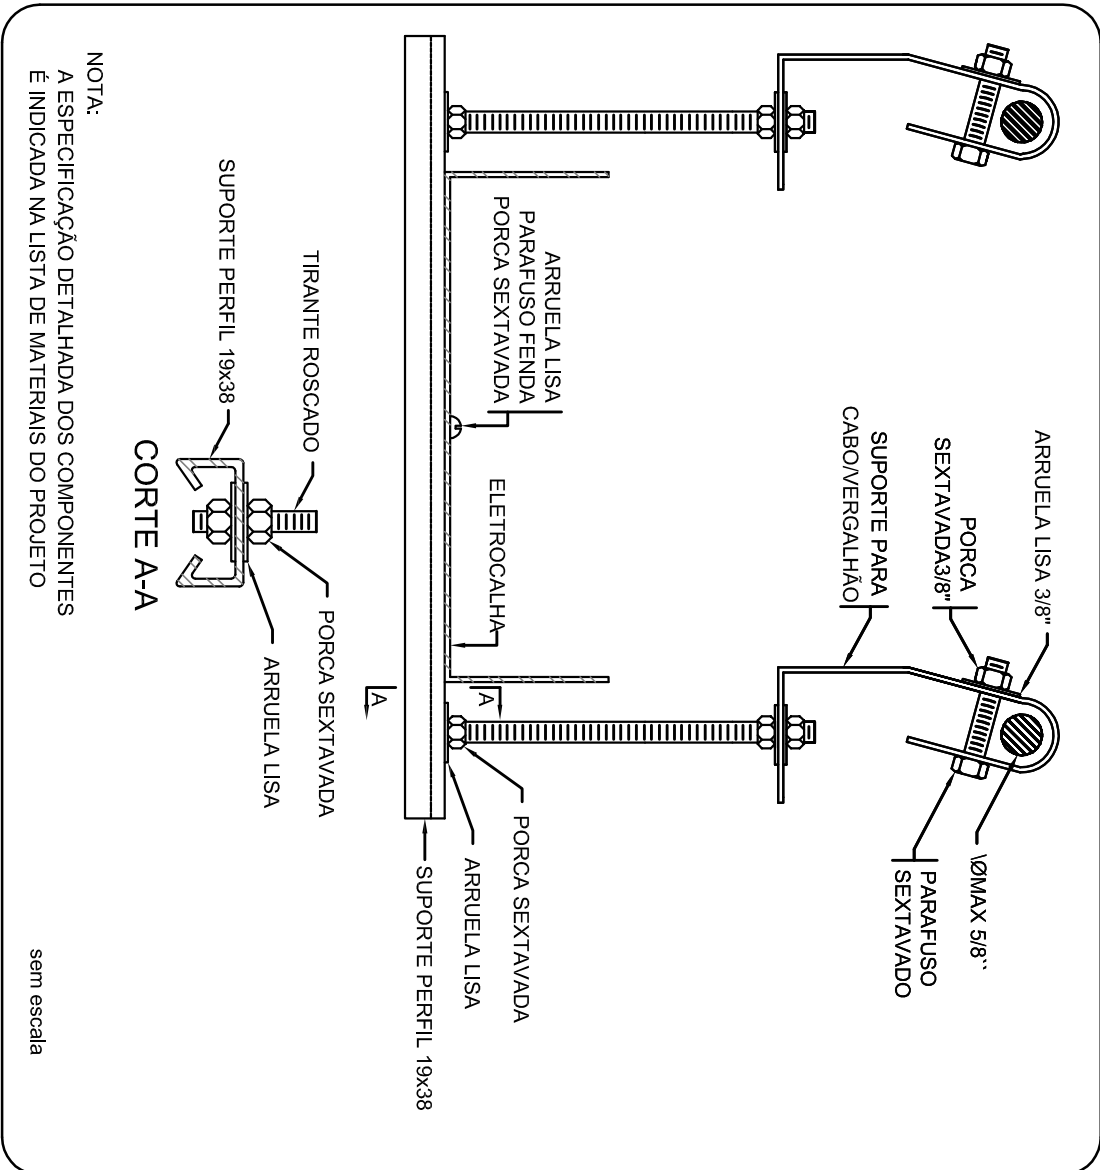 ARRUELA LISA 3/8"
PORCA
SEXTAVADA3/8"
SUPORTE PARA
CABO/VERGALHÃO
\ØMAX 5/8``
PARAFUSO
SEXTAVADO
ARRUELA LISA
PARAFUSO FENDA
PORCA SEXTAVADA
ELETROCALHA
A
A
PORCA SEXTAVADA
ARRUELA LISA
SUPORTE PERFIL 19x38
TIRANTE ROSCADO
SUPORTE PERFIL 19x38
PORCA SEXTAVADA
ARRUELA LISA
CORTE A-A
NOTA:
A ESPECIFICAÇÃO DETALHADA DOS COMPONENTES
É INDICADA NA LISTA DE MATERIAIS DO PROJETO
sem escala